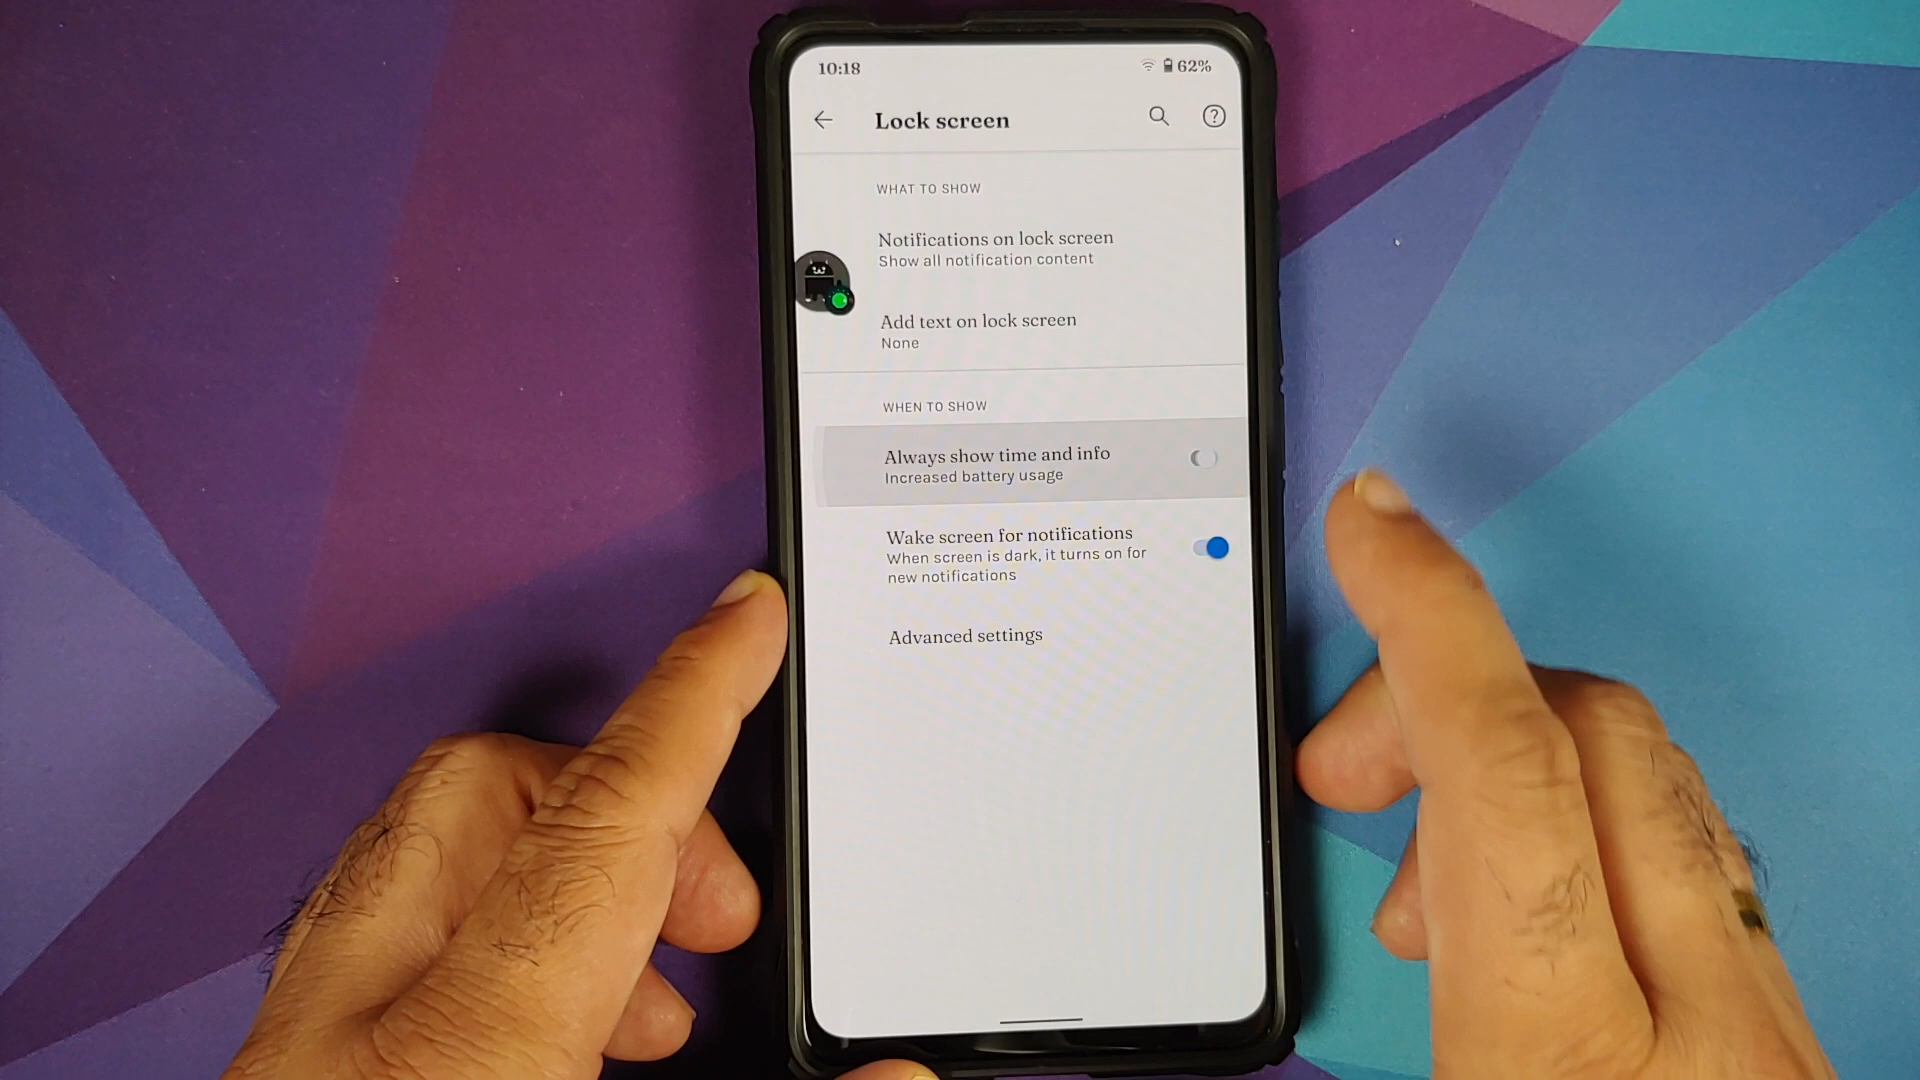 10:18
62%
Lock screen
WHAT TO SHOW
Notifications on lock screen
Show all notification content
Add text on lock screen
None
WHEN TO SHOW
Always show time and info
Increased battery usage
Wake screen for notifications
When screen is dark, it turns on for
new notifications
Advanced settings